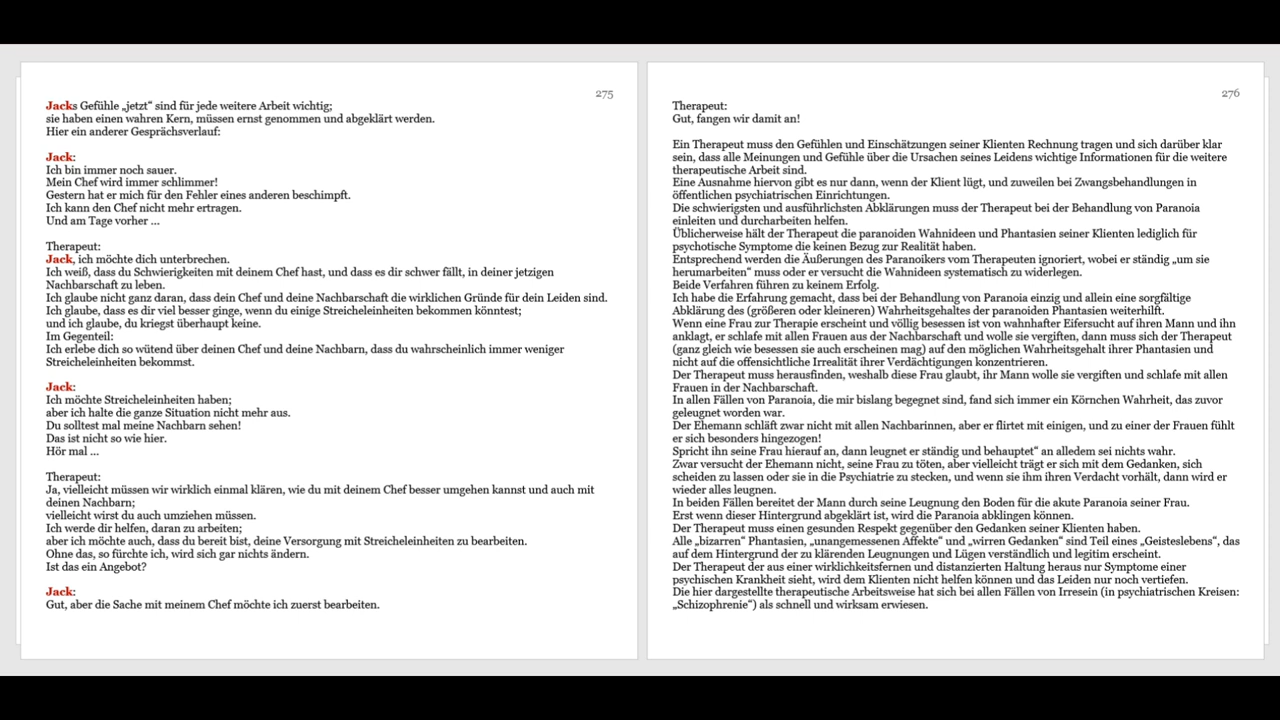 275
Jacks Gefühle „jetzt“ sind für jede weitere Arbeit wichtig;
sie haben einen wahren Kern, müssen ernst genommen und abgeklärt werden.
Hier ein anderer Gesprächsverlauf:
Jack:
Ich bin immer noch sauer.
Mein Chef wird immer schlimmer!
Gestern hat er mich für den Fehler eines anderen beschimpft.
Ich kann den Chef nicht mehr ertragen.
Und am Tage vorher ...
Therapeut:
Jack, ich möchte dich unterbrechen.
Ich weiß, dass du Schwierigkeiten mit deinem Chef hast, und dass es dir schwer fällt, in deiner jetzigen
Nachbarschaft zu leben.
Ich glaube nicht ganz daran, dass dein Chef und deine Nachbarschaft die wirklichen Gründe für dein Leiden sind.
Ich glaube, dass es dir viel besser ginge, wenn du einige Streicheleinheiten bekommen könntest;
und ich glaube, du kriegst überhaupt keine.
Im Gegenteil:
Ich erlebe dich so wütend über deinen Chef und deine Nachbarn, dass du wahrscheinlich immer weniger
Streicheleinheiten bekommst.
Jack:
Ich möchte Streicheleinheiten haben;
aber ich halte die ganze Situation nicht mehr aus.
Du solltest mal meine Nachbarn sehen!
Das ist nicht so wie hier.
Hör mal ...
Therapeut:
Ja, vielleicht müssen wir wirklich einmal klären, wie du mit deinem Chef besser umgehen kannst und auch mit
deinen Nachbarn;
vielleicht wirst du auch umziehen müssen.
Ich werde dir helfen, daran zu arbeiten;
aber ich möchte auch, dass du bereit bist, deine Versorgung mit Streicheleinheiten zu bearbeiten.
Ohne das, so fürchte ich, wird sich gar nichts ändern.
Ist das ein Angebot?
Jack:
Gut, aber die Sache mit meinem Chef möchte ich zuerst bearbeiten.
276
Therapeut:
Gut, fangen wir damit an!
Ein Therapeut muss den Gefühlen und Einschätzungen seiner Klienten Rechnung tragen und sich darüber klar
sein, dass alle Meinungen und Gefühle über die Ursachen seines Leidens wichtige Informationen für die weitere
therapeutische Arbeit sind.
Eine Ausnahme hiervon gibt es nur dann, wenn der Klient lügt, und zuweilen bei Zwangsbehandlungen in
öffentlichen psychiatrischen Einrichtungen.
Die schwierigsten und ausführlichsten Abklärungen muss der Therapeut bei der Behandlung von Paranoia
einleiten und durcharbeiten helfen.
Üblicherweise hält der Therapeut die paranoiden Wahnideen und Phantasien seiner Klienten lediglich für
psychotische Symptome die keinen Bezug zur Realität haben.
Entsprechend werden die Äußerungen des Paranoikers vom Therapeuten ignoriert, wobei er ständig „um sie
herumarbeiten“ muss oder er versucht die Wahnideen systematisch zu widerlegen.
Beide Verfahren führen zu keinem Erfolg.
Ich habe die Erfahrung gemacht, dass bei der Behandlung von Paranoia einzig und allein eine sorgfältige
Abklärung des (größeren oder kleineren) Wahrheitsgehaltes der paranoiden Phantasien weiterhilft.
Wenn eine Frau zur Therapie erscheint und völlig besessen ist von wahnhafter Eifersucht auf ihren Mann und ihn
anklagt, er schlafe mit allen Frauen aus der Nachbarschaft und wolle sie vergiften, dann muss sich der Therapeut
(ganz gleich wie besessen sie auch erscheinen mag) auf den möglichen Wahrheitsgehalt ihrer Phantasien und
nicht auf die offensichtliche Irrealität ihrer Verdächtigungen konzentrieren.
Der Therapeut muss herausfinden, weshalb diese Frau glaubt, ihr Mann wolle sie vergiften und schlafe mit allen
Frauen in der Nachbarschaft.
In allen Fällen von Paranoia, die mir bislang begegnet sind, fand sich immer ein Körnchen Wahrheit, das zuvor
geleugnet worden war.
Der Ehemann schläft zwar nicht mit allen Nachbarinnen, aber er flirtet mit einigen, und zu einer der Frauen fühlt
er sich besonders hingezogen!
Spricht ihn seine Frau hierauf an, dann leugnet er ständig und behauptet“ an alledem sei nichts wahr.
Zwar versucht der Ehemann nicht, seine Frau zu töten, aber vielleicht trägt er sich mit dem Gedanken, sich
scheiden zu lassen oder sie in die Psychiatrie zu stecken, und wenn sie ihm ihren Verdacht vorhält, dann wird er
wieder alles leugnen.
In beiden Fällen bereitet der Mann durch seine Leugnung den Boden für die akute Paranoia seiner Frau.
Erst wenn dieser Hintergrund abgeklärt ist, wird die Paranoia abklingen können.
Der Therapeut muss einen gesunden Respekt gegenüber den Gedanken seiner Klienten haben.
Alle „bizarren“ Phantasien, „unangemessenen Affekte“ und „wirren Gedanken“ sind Teil eines „Geisteslebens“, das
auf dem Hintergrund der zu klärenden Leugnungen und Lügen verständlich und legitim erscheint.
Der Therapeut der aus einer wirklichkeitsfernen und distanzierten Haltung heraus nur Symptome einer
psychischen Krankheit sieht, wird dem Klienten nicht helfen können und das Leiden nur noch vertiefen.
Die hier dargestellte therapeutische Arbeitsweise hat sich bei allen Fällen von Irresein (in psychiatrischen Kreisen:
„Schizophrenie“) als schnell und wirksam erwiesen.